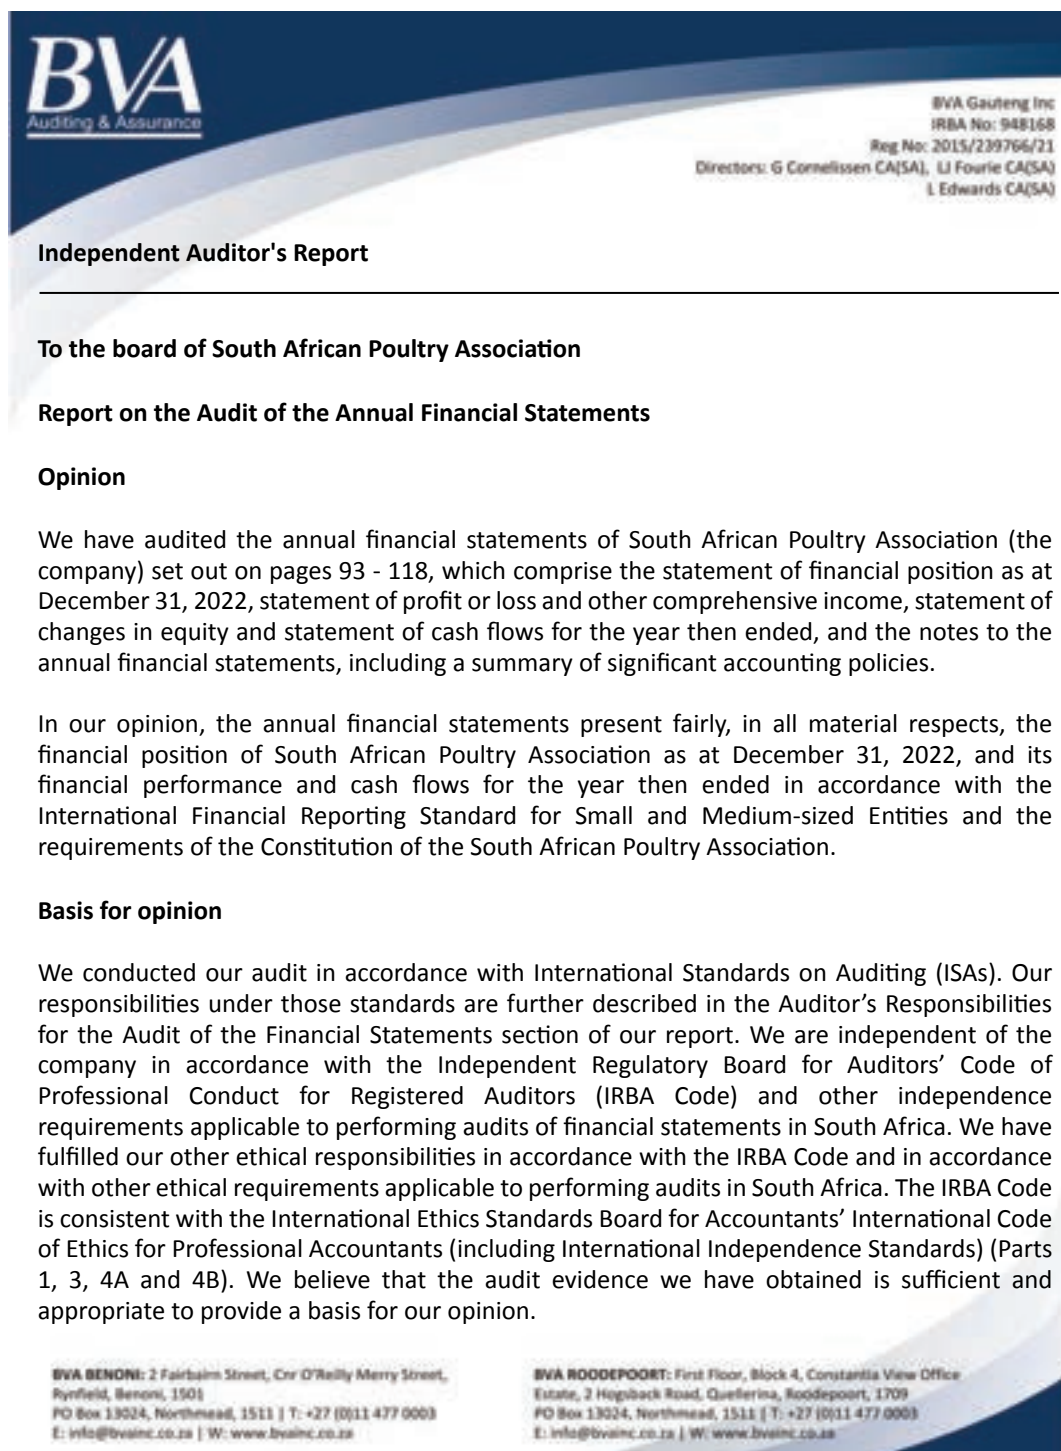 BVA
Auditing & Assurance
BVA Gauteng Inc
IRBA No: 948168
Reg No: 2015/239766/21
Directors: G Cornelissen CA(SA), LJ Fourie CA(SA)
L Edwards CA(SA)
Independent Auditor's Report
To the board of South African Poultry Association
Report on the Audit of the Annual Financial Statements
Opinion
We have audited the annual financial statements of South African Poultry Association (the
company) set out on pages 93 - 118, which comprise the statement of financial position as at
December 31, 2022, statement of profit or loss and other comprehensive income, statement of
changes in equity and statement of cash flows for the year then ended, and the notes to the
annual financial statements, including a summary of significant accounting policies.
In our opinion, the annual financial statements present fairly, in all material respects, the
financial position of South African Poultry Association as at December 31, 2022, and its
financial performance and cash flows for the year then ended in accordance with the
International Financial Reporting Standard for Small and Medium-sized Entities and the
requirements of the Constitution of the South African Poultry Association.
Basis for opinion
We conducted our audit in accordance with International Standards on Auditing (ISAs). Our
responsibilities under those standards are further described in the Auditor’s Responsibilities
for the Audit of the Financial Statements section of our report. We are independent of the
company in accordance with the Independent Regulatory Board for Auditors’ Code of
Professional Conduct for Registered Auditors (IRBA Code) and other independence
requirements applicable to performing audits of financial statements in South Africa. We have
fulfilled our other ethical responsibilities in accordance with the IRBA Code and in accordance
with other ethical requirements applicable to performing audits in South Africa. The IRBA Code
is consistent with the International Ethics Standards Board for Accountants’ International Code
of Ethics for Professional Accountants (including International Independence Standards) (Parts
1, 3, 4A and 4B). We believe that the audit evidence we have obtained is sufficient and
appropriate to provide a basis for our opinion.
BVA BENONI: 2 Fairbairn Street, Cnr O'Reilly Merry Street,
Rynfield, Benoni, 1501
PO Box 13024, Northmead, 1511 | T: +27 (0)11 477 0003
E: info@bvainc.co.za | W: www.bvainc.co.za
BVA ROODEPOORT: First Floor, Block 4, Constantia View Office
Estate, 2 Hogsback Road, Quellerina, Roodepoort, 1709
PO Box 13024, Northmead, 1511 | T: +27 (0)11 477 0003
E: info@bvainc.co.za | W: www.bvainc.co.za